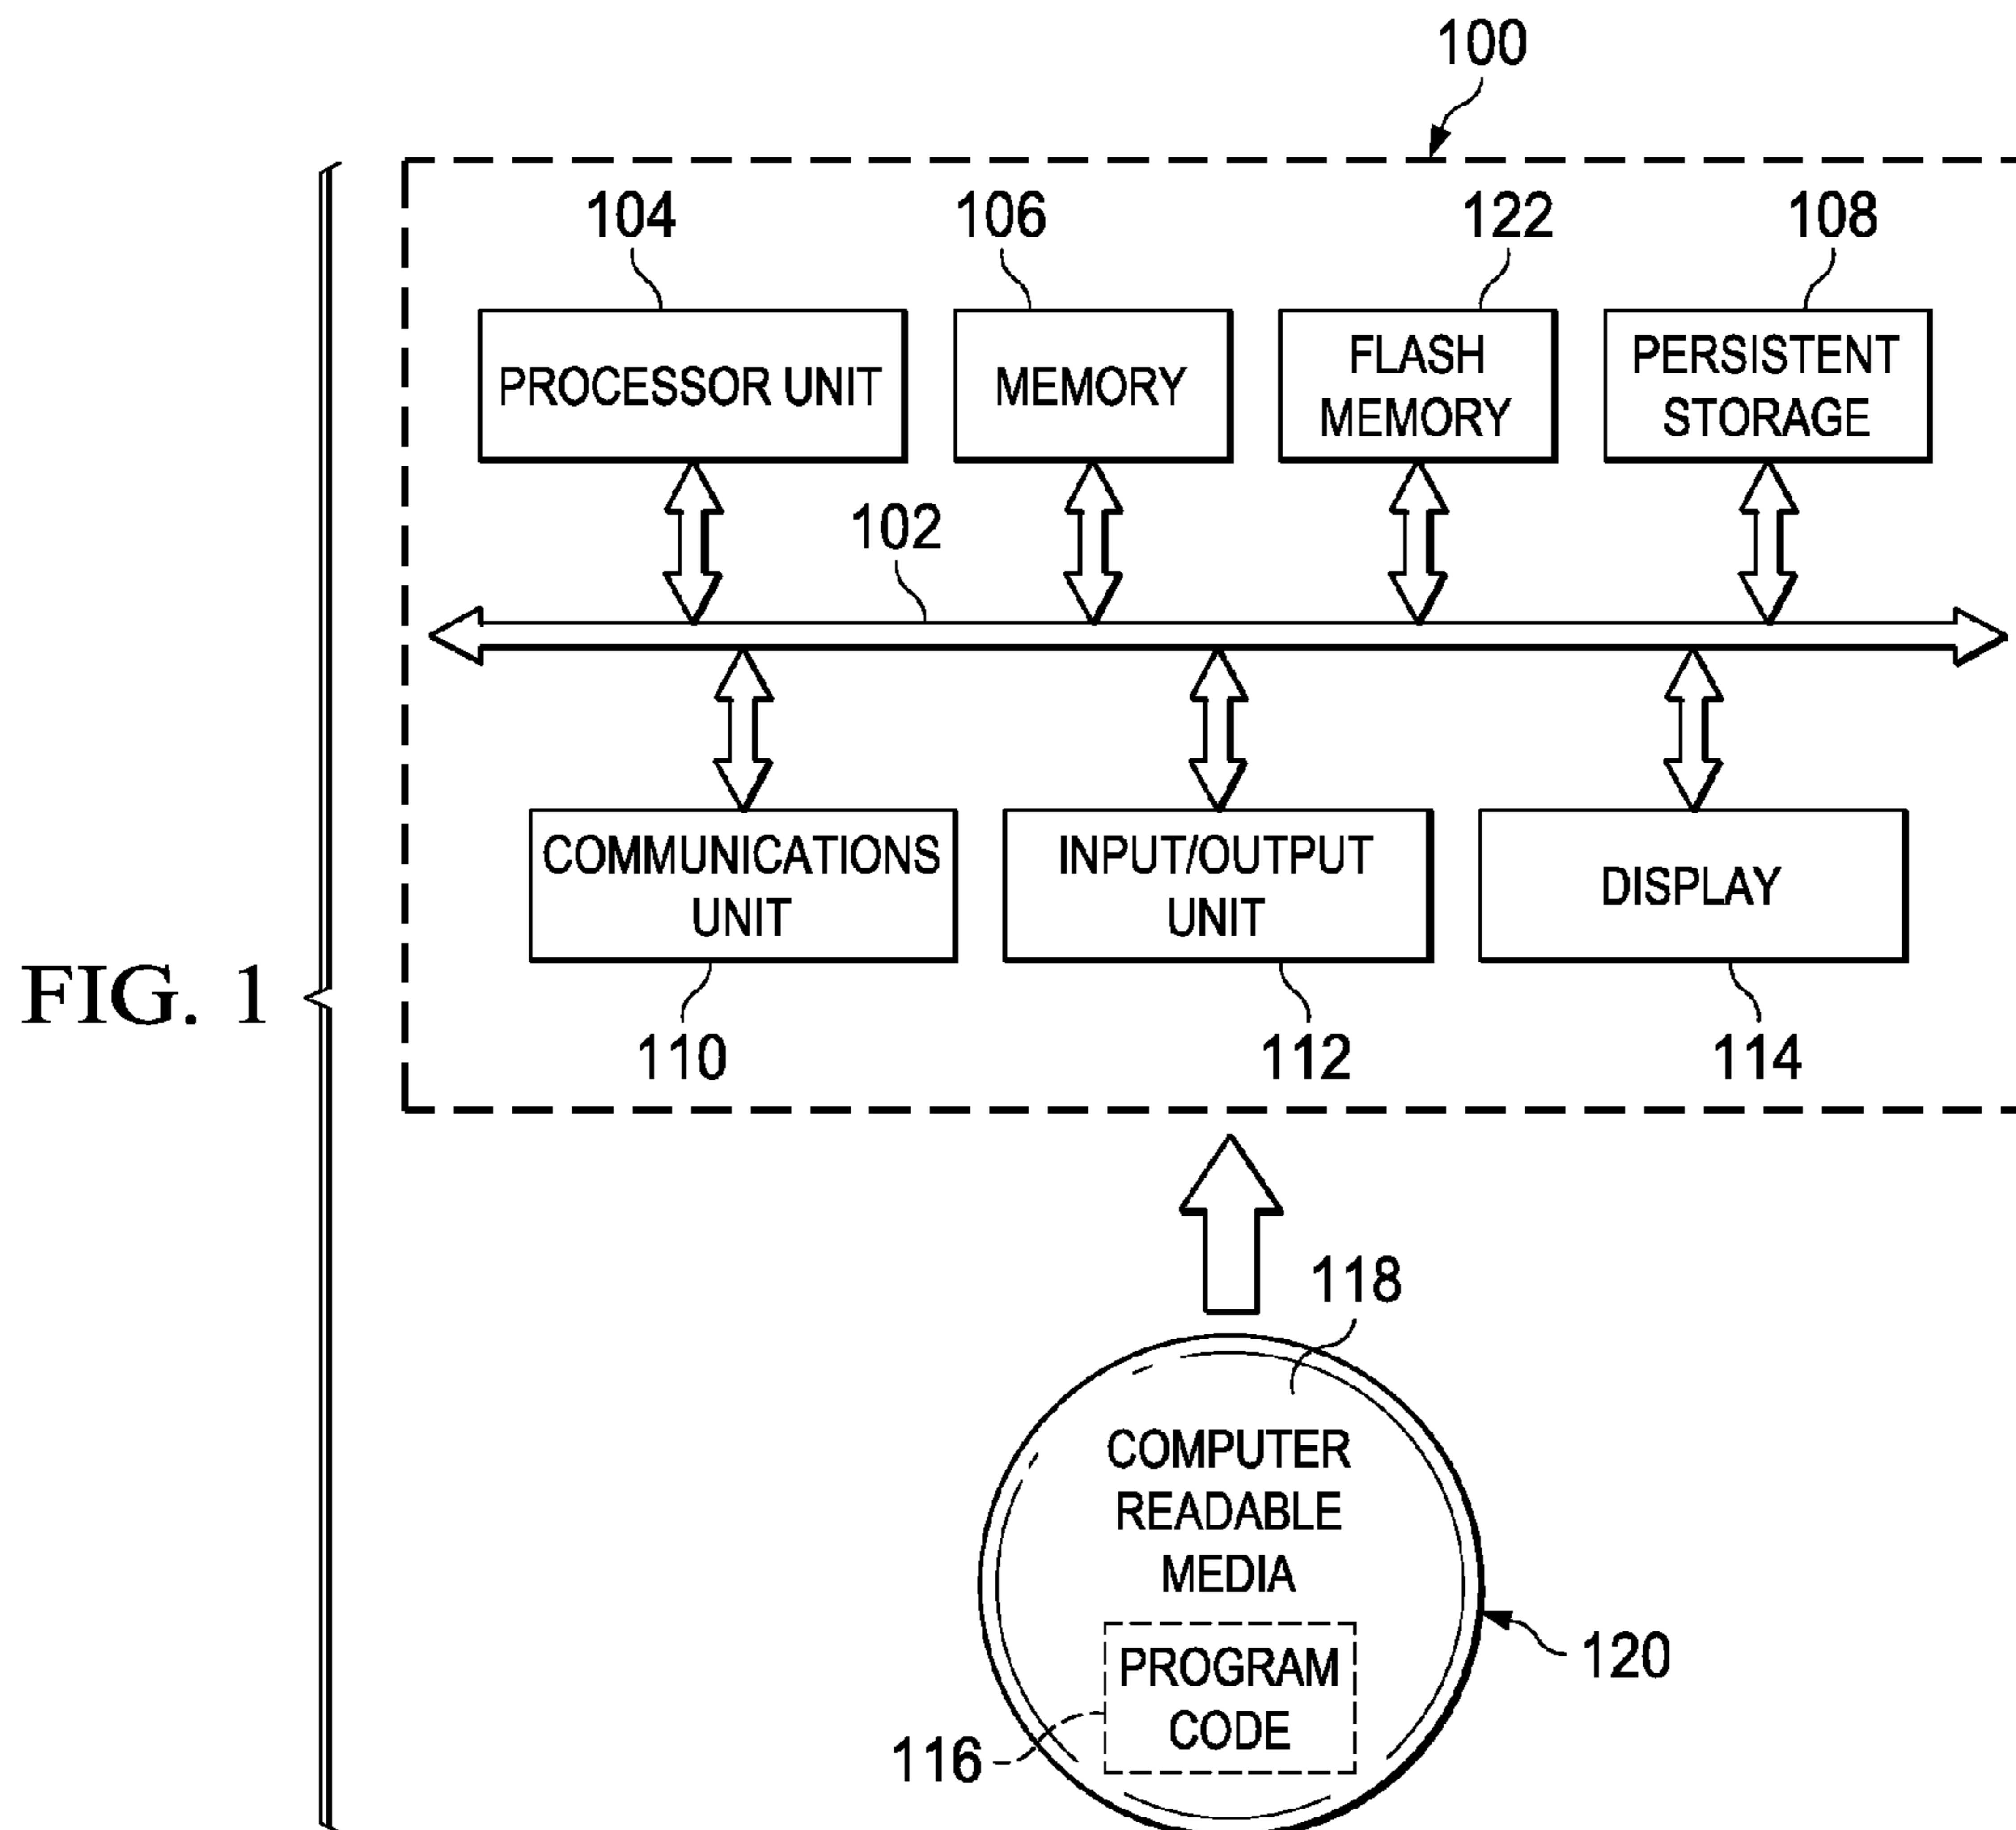 100
104
106
122
108
PROCESSOR UNIT
MEMORY
FLASH
MEMORY
PERSISTENT
STORAGE
102
COMMUNICATIONS
UNIT
INPUT/OUTPUT
UNIT
DISPLAY
FIG. 1
110
112
114
118
COMPUTER
READABLE
MEDIA
PROGRAM
CODE
120
116